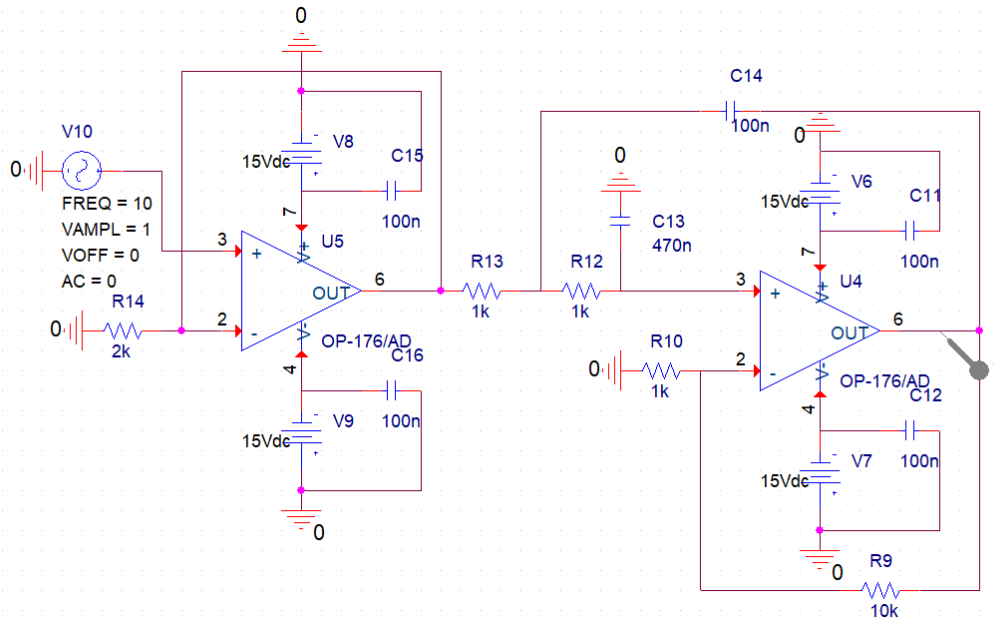 0
V10
0
FREQ = 10
VAMPL = 1
VOFF = 0
AC = 0
R14
0
2k
V8
15Vdc
C15
100n
7
U5
V+
3
+
2
-
OUT
6
V-
OP-176/AD
4
C16
100n
V9
15Vdc
0
R13
1k
R12
1k
0
C13
470n
C14
100n
0
V6
15Vdc
C11
100n
7
U4
V+
3
+
2
-
OUT
6
V-
OP-176/AD
4
C12
100n
V7
15Vdc
0
R10
0
1k
R9
10k